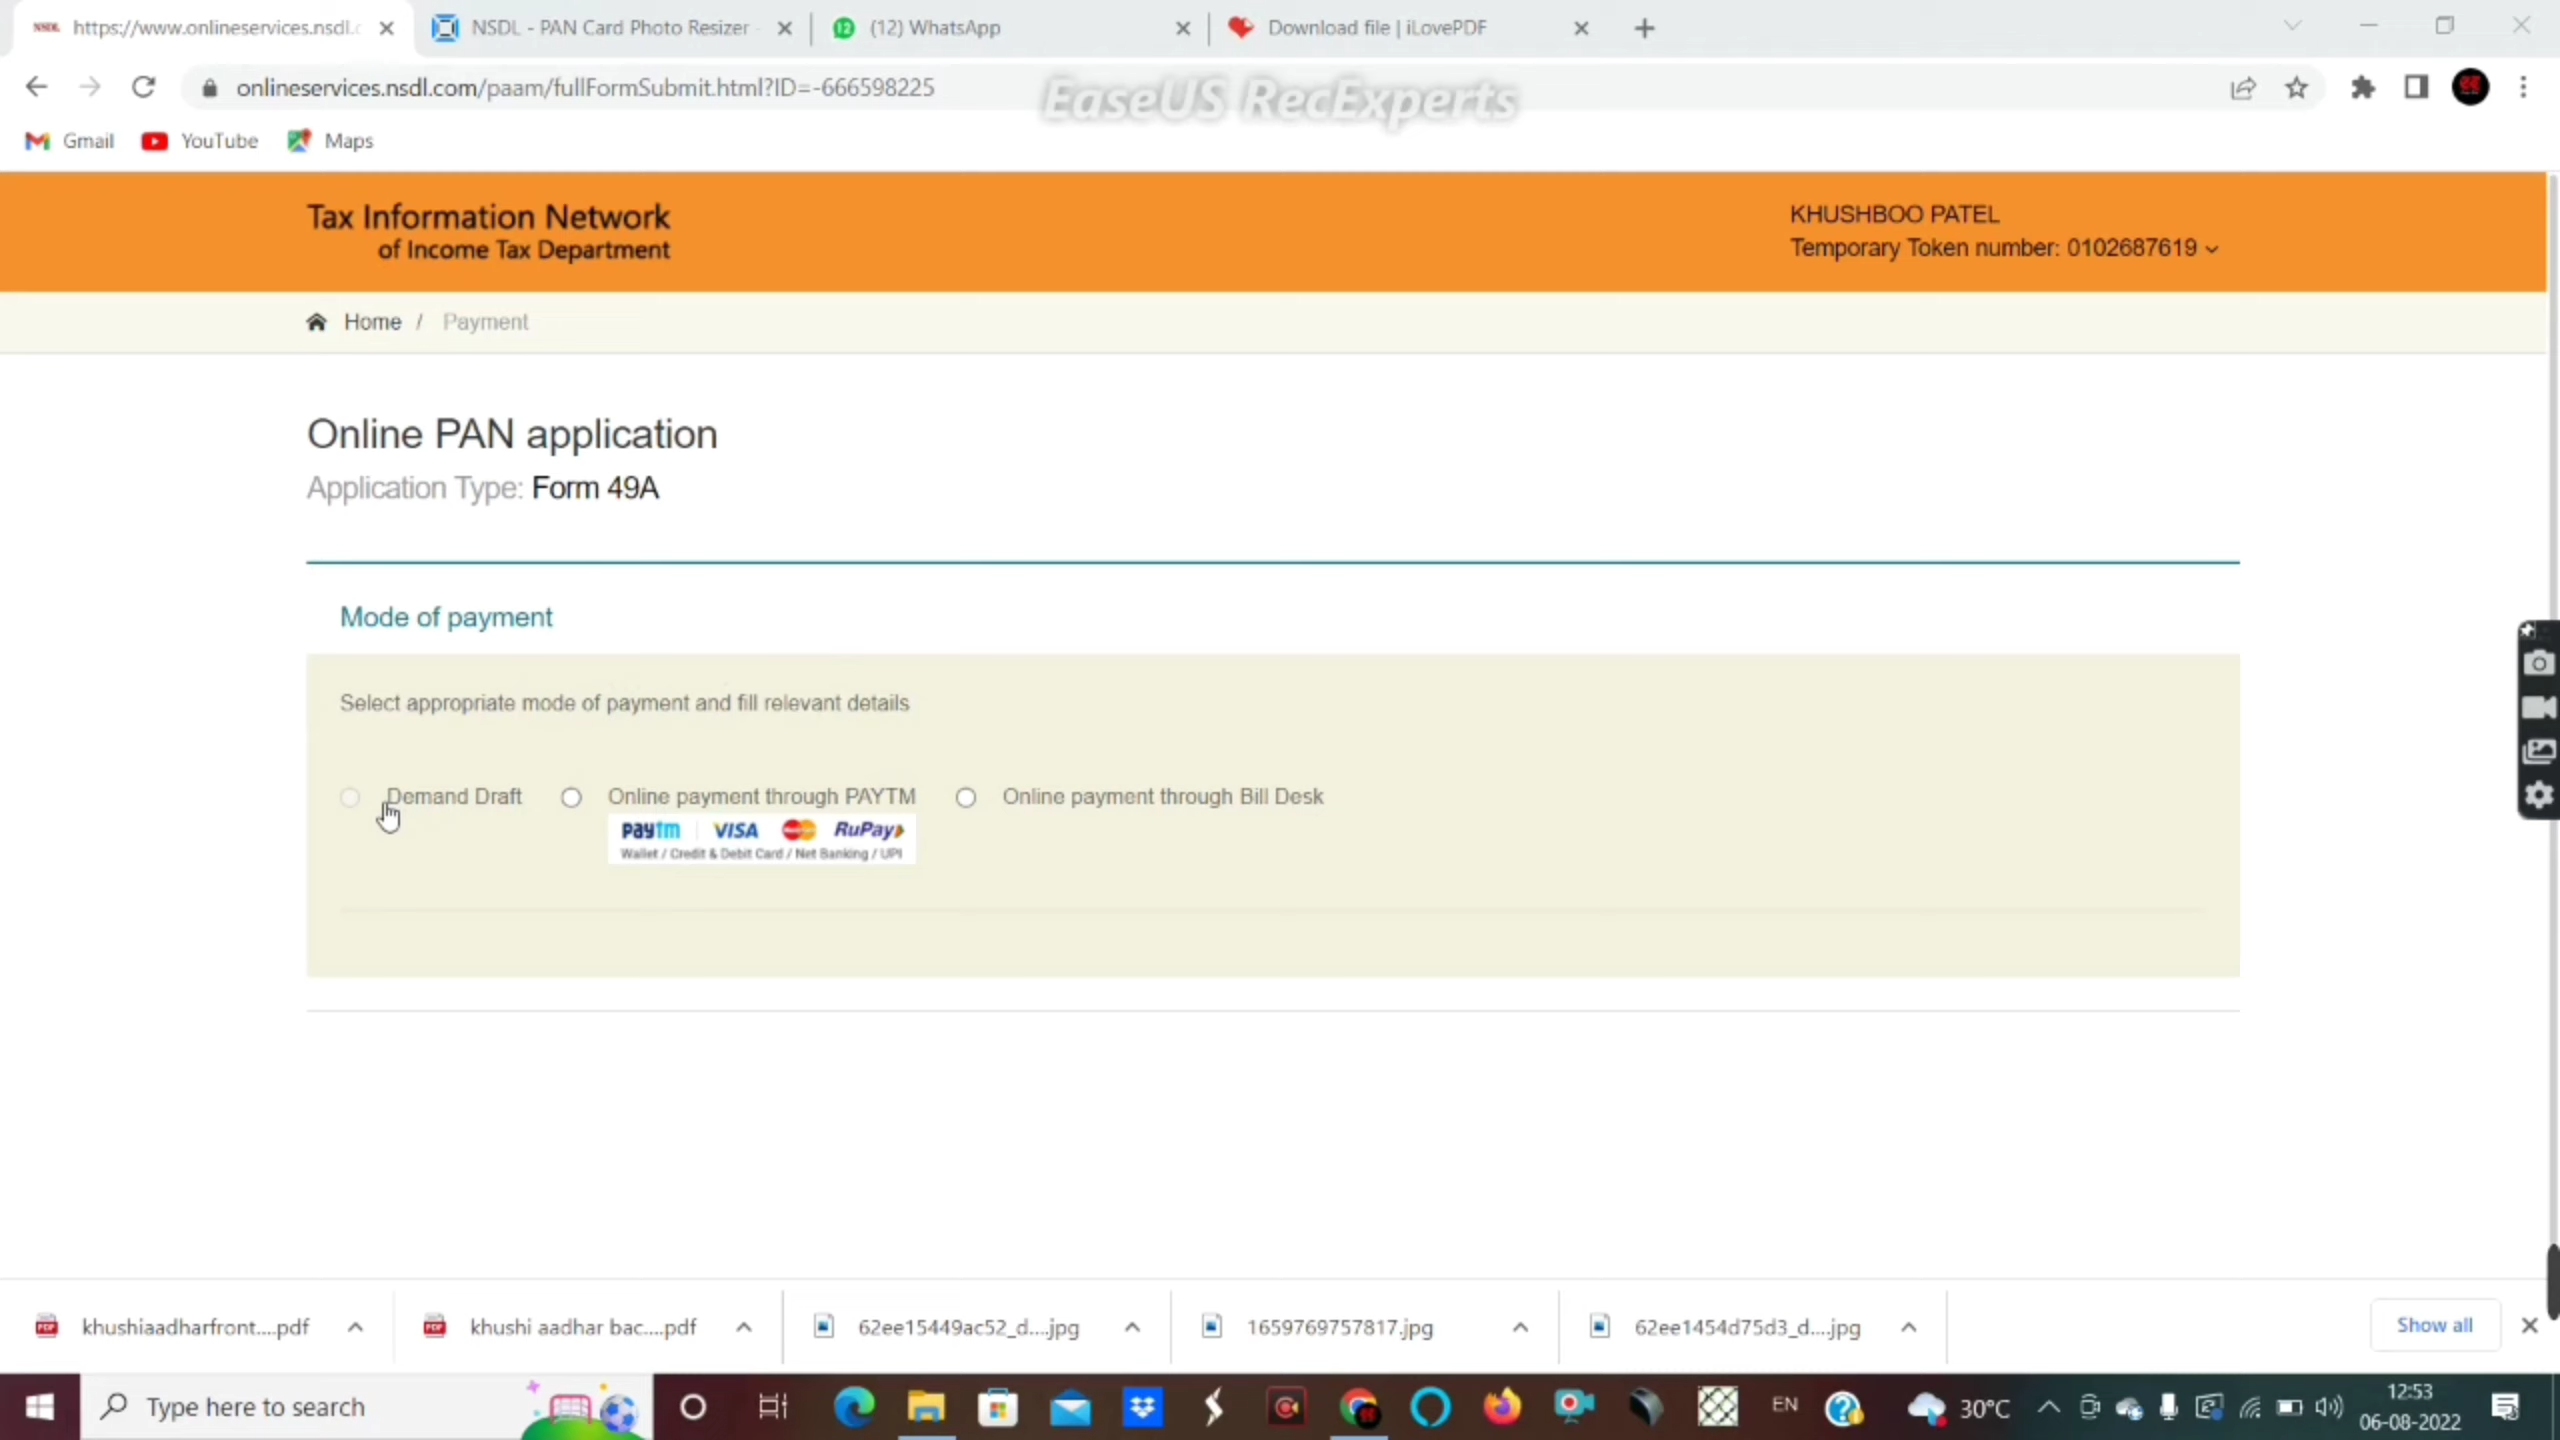 NSDL https://www.onlineservices.nsdl.c
NSDL - PAN Card Photo Resizer -
12 (12) WhatsApp
Download file | iLovePDF
onlineservices.nsdl.com/paam/fullFormSubmit.html?ID=-666598225
EaseUS RecExperts
Gmail YouTube Maps
Tax Information Network
of Income Tax Department
KHUSHBOO PATEL
Temporary Token number: 0102687619
Home / Payment
Online PAN application
Application Type: Form 49A
Mode of payment
Select appropriate mode of payment and fill relevant details
Demand Draft Online payment through PAYTM Online payment through Bill Desk
paytm VISA RuPay
Wallet / Credit & Debit Card / Net Banking / UPI
khushiaadharfront....pdf
khushi aadhar bac....pdf
62ee15449ac52_d....jpg
1659769757817.jpg
62ee1454d75d3_d....jpg
Show all
Type here to search
EN
30°C
12:53
06-08-2022